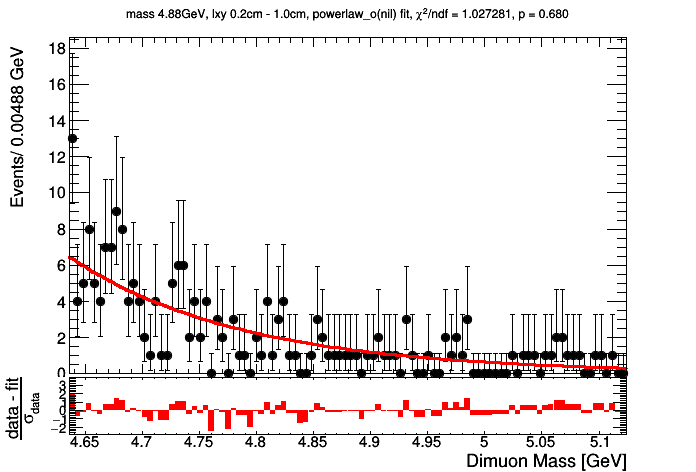 mass 4.88GeV, lxy 0.2cm - 1.0cm, powerlaw_o(nil) fit, χ²/ndf = 1.027281, p = 0.680
Events/ 0.00488 GeV
18
16
14
12
10
8
6
4
2
0
data - fit
σdata
3
2
1
0
−1
−2
4.65 4.7 4.75 4.8 4.85 4.9 4.95 5 5.05 5.1
Dimuon Mass [GeV]